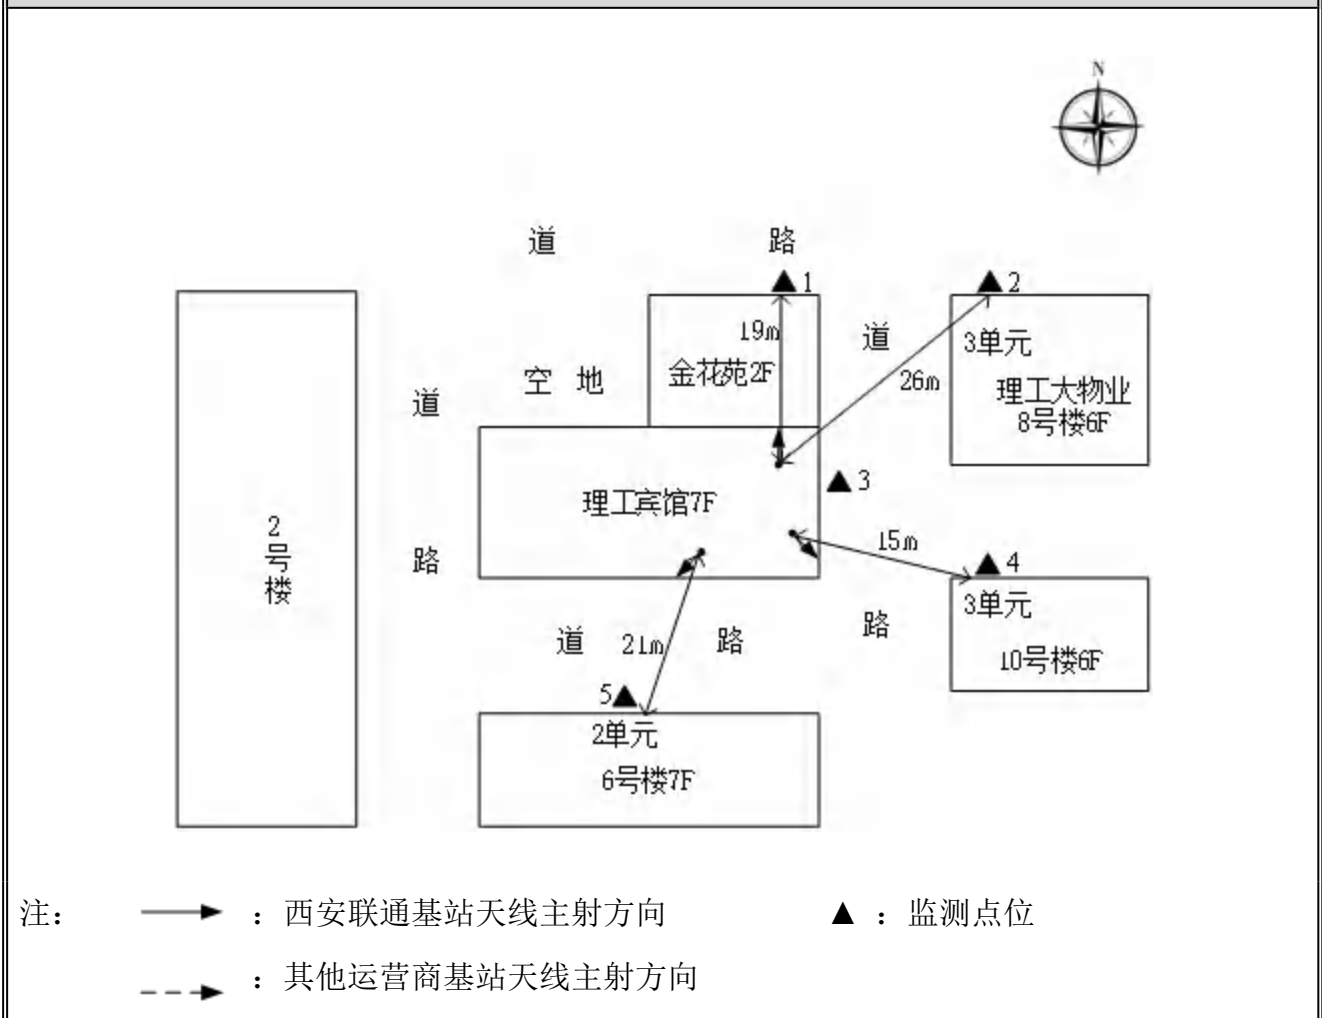 N
道 路
▲1
▲2
19m
道
3单元
金花苑2F
26m
理工大物业
8号楼6F
空 地
道
▲3
理工宾馆7F
2号楼
15m
路
▲4
3单元
路
道 21m 路
10号楼6F
5▲
2单元
6号楼7F
注： ：西安联通基站天线主射方向 ▲ ：监测点位
：其他运营商基站天线主射方向